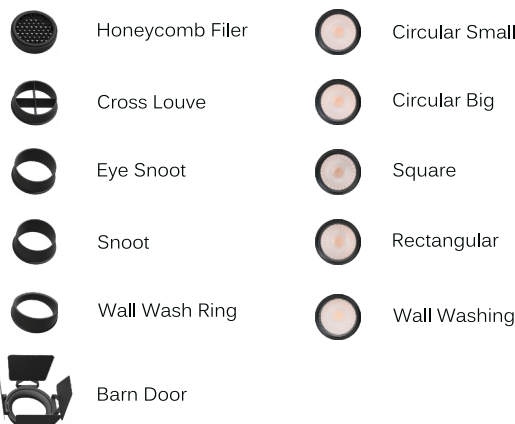 Honeycomb Filer
Cross Louve
Eye Snoot
Snoot
Wall Wash Ring
Barn Door
Circular Small
Circular Big
Square
Rectangular
Wall Washing